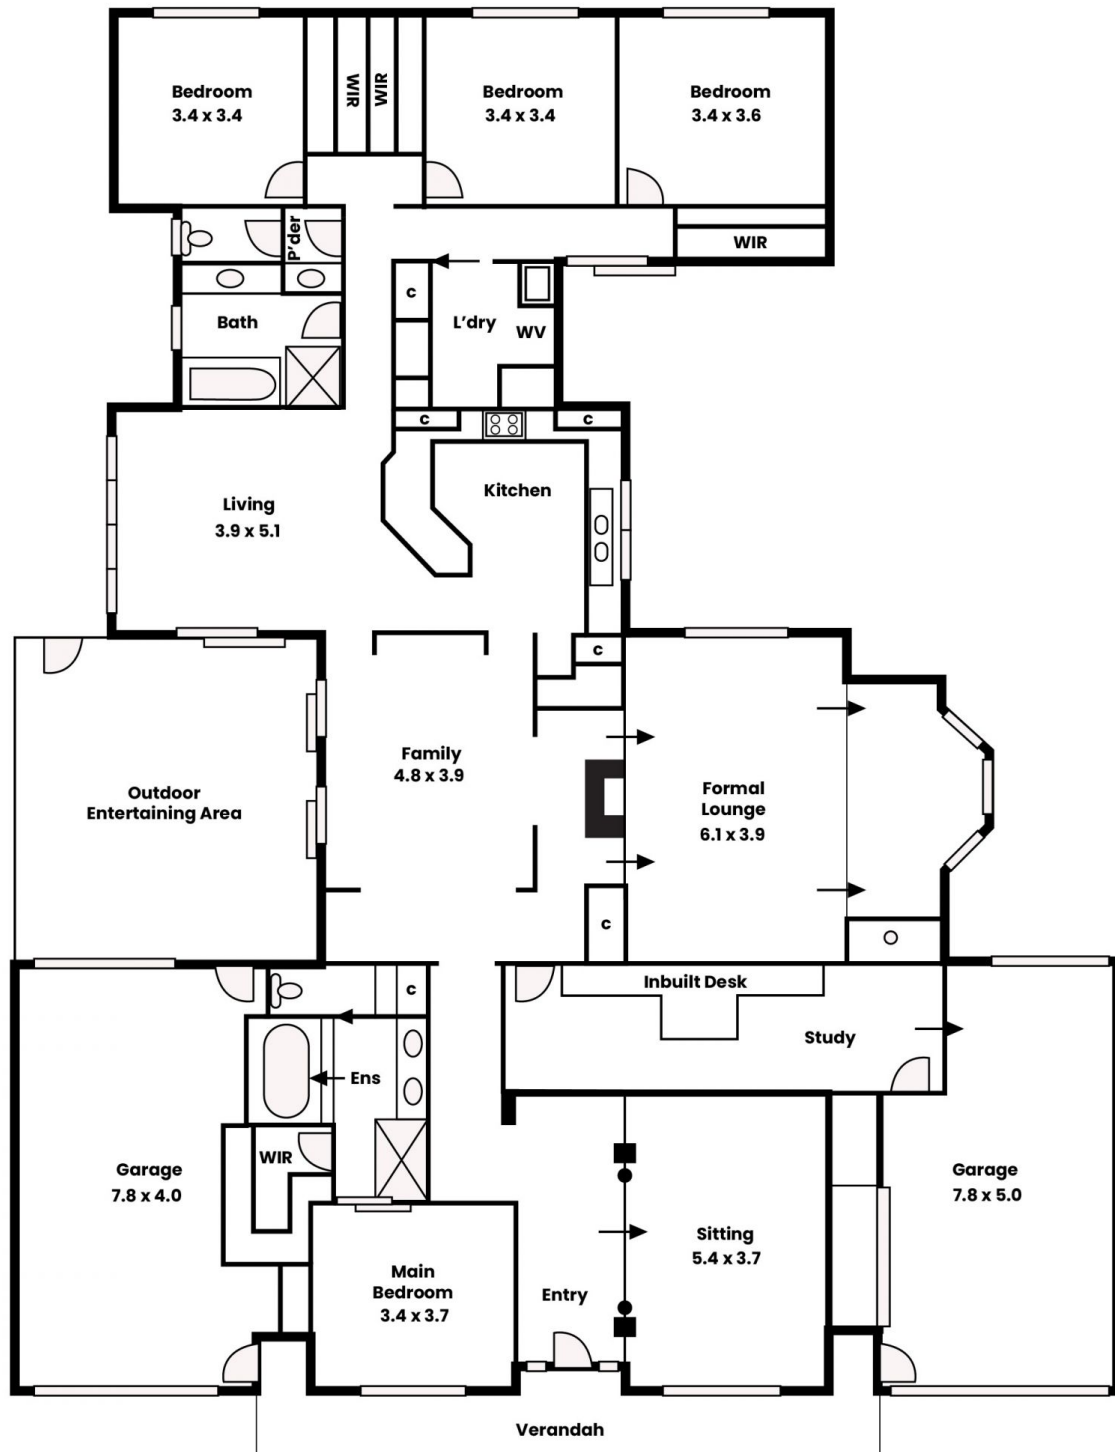 Bedroom
3.4 x 3.4
WIR
WIR
Bedroom
3.4 x 3.4
Bedroom
3.4 x 3.6
P'der
WIR
c
L'dry
WV
Bath
c
c
Kitchen
Living
3.9 x 5.1
c
Family
4.8 x 3.9
Outdoor
Entertaining Area
Formal
Lounge
6.1 x 3.9
c
c
Inbuilt Desk
Study
Ens
WIR
Garage
7.8 x 4.0
Garage
7.8 x 5.0
Sitting
5.4 x 3.7
Main
Bedroom
3.4 x 3.7
Entry
Verandah